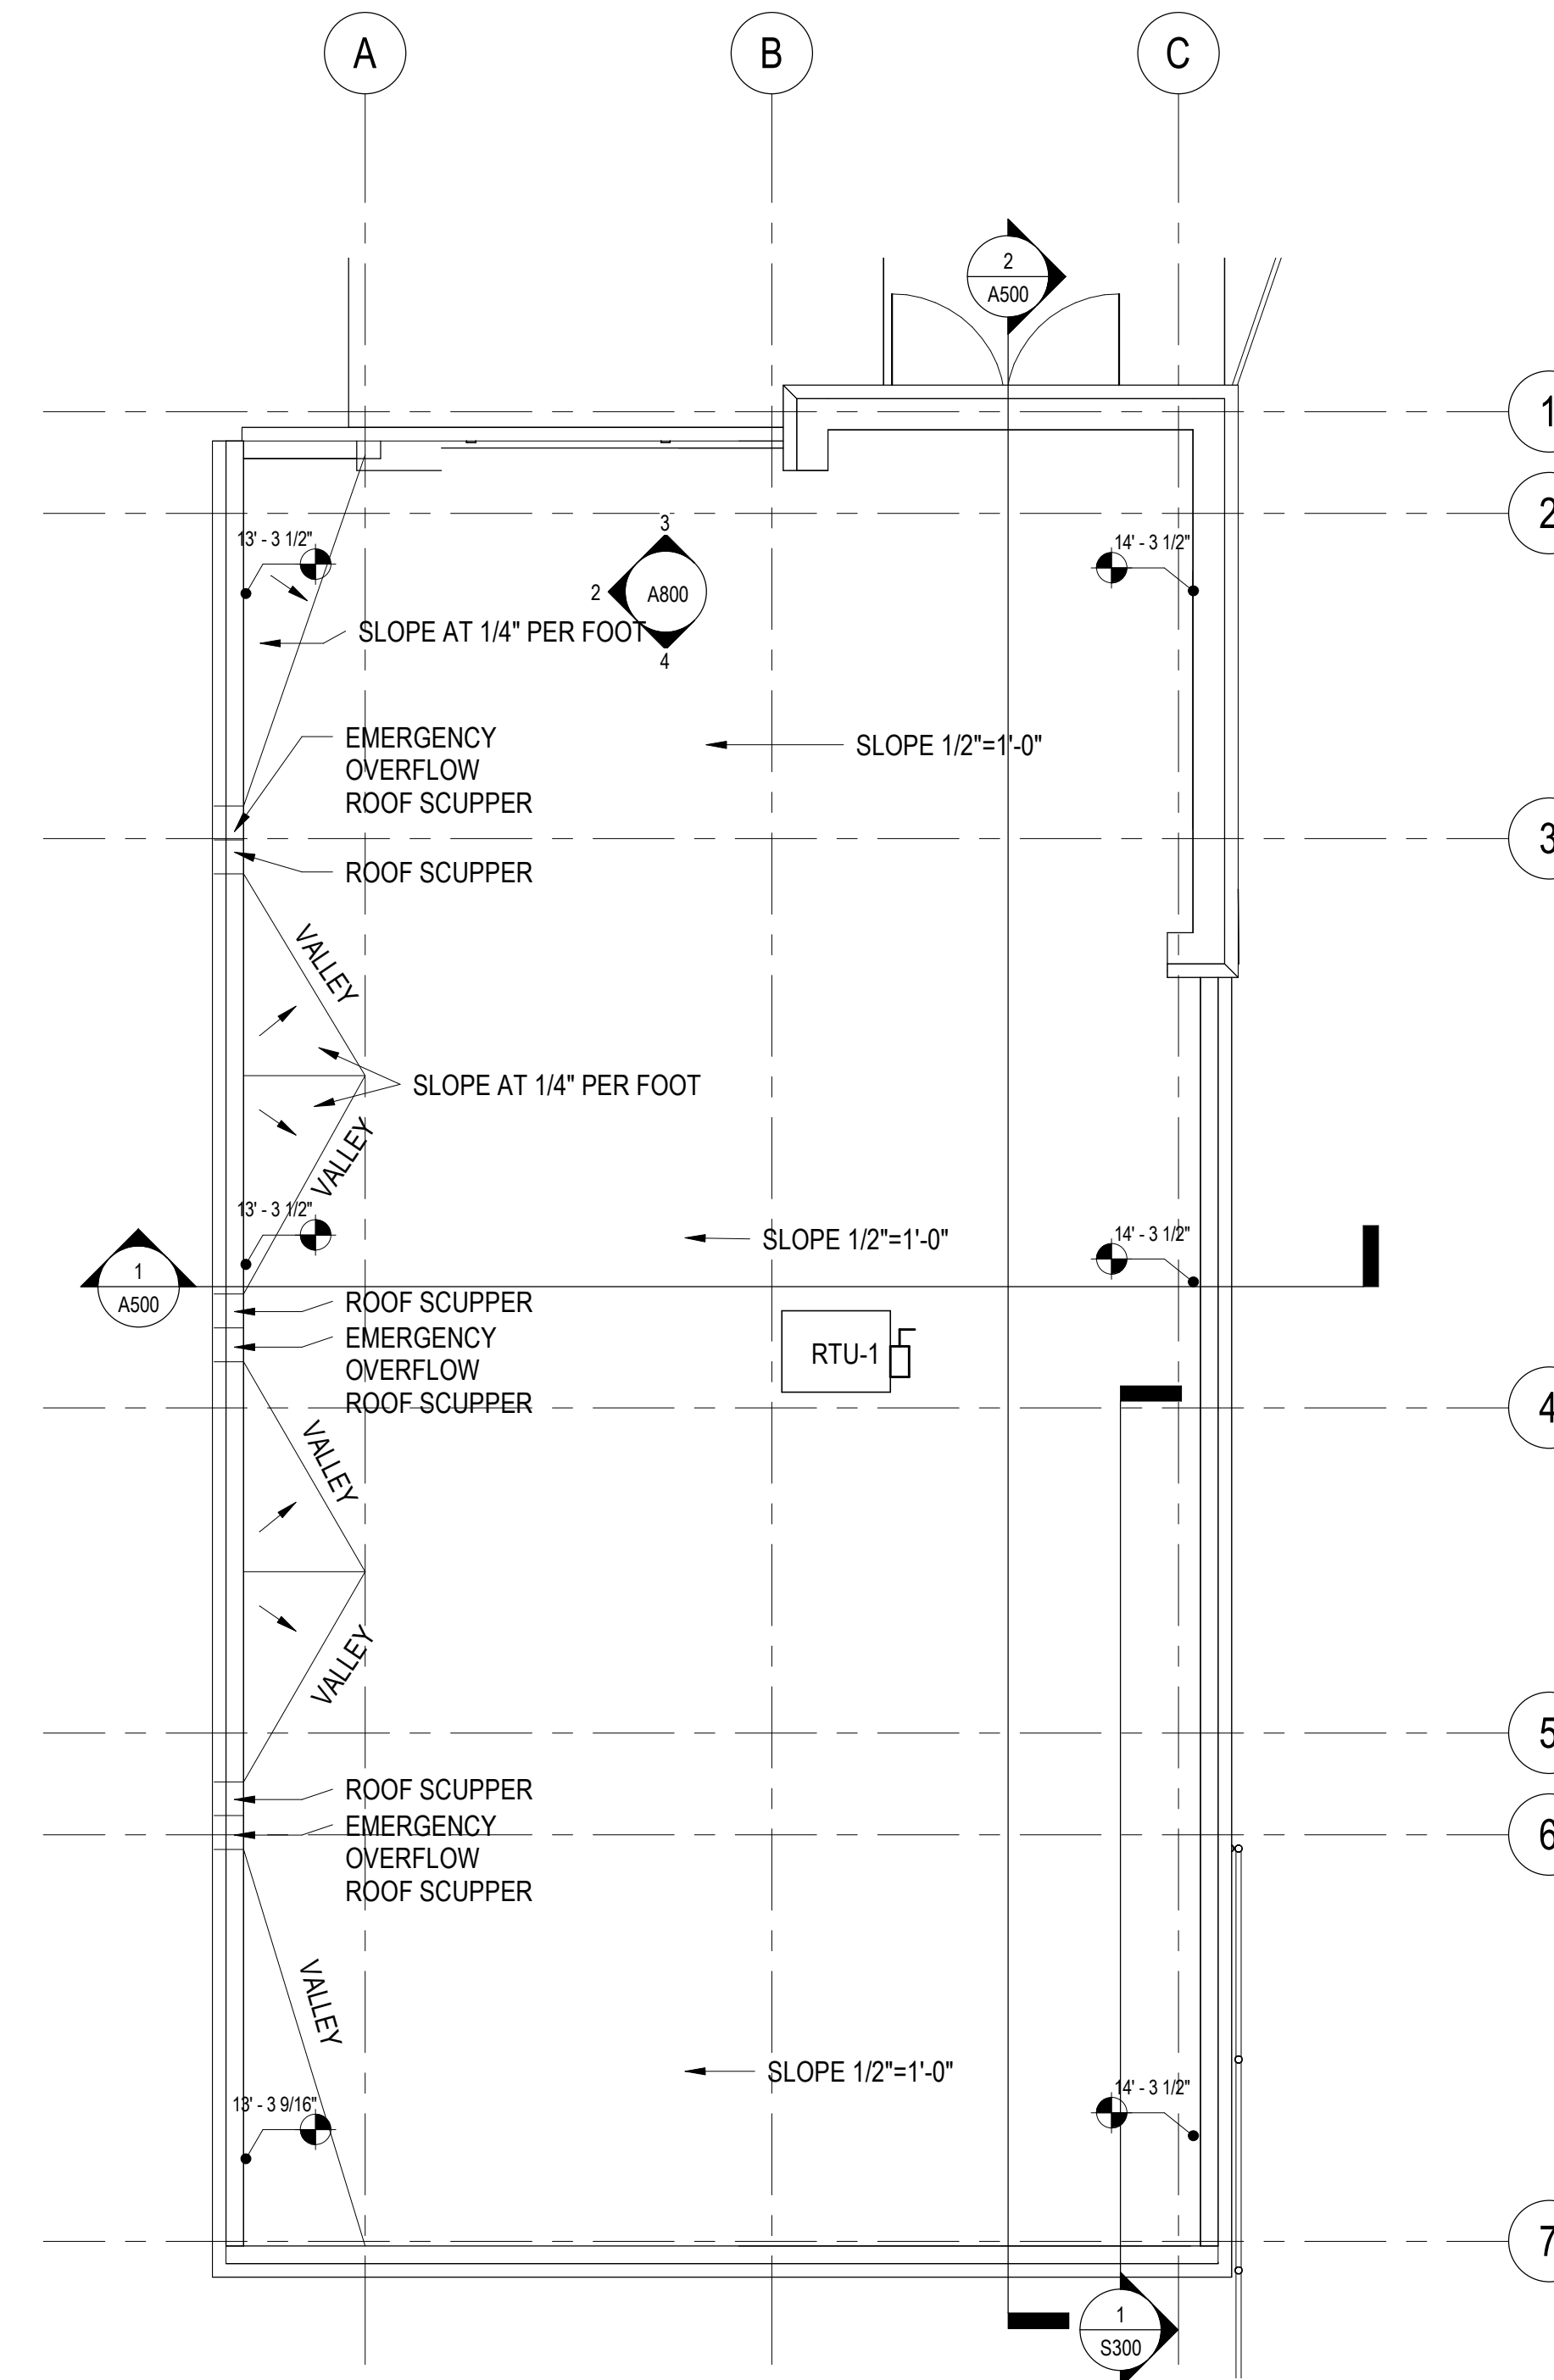 A
B
C
2
A500
1
2
13' - 3 1/2"
3
14' - 3 1/2"
2
A800
SLOPE AT 1/4" PER FOOT
4
EMERGENCY
OVERFLOW
ROOF SCUPPER
SLOPE 1/2"=1'-0"
3
ROOF SCUPPER
VALLEY
SLOPE AT 1/4" PER FOOT
VALLEY
13' - 3 1/2"
SLOPE 1/2"=1'-0"
14' - 3 1/2"
1
A500
ROOF SCUPPER
EMERGENCY
OVERFLOW
ROOF SCUPPER
RTU-1
4
VALLEY
VALLEY
5
ROOF SCUPPER
EMERGENCY
OVERFLOW
ROOF SCUPPER
6
VALLEY
SLOPE 1/2"=1'-0"
13' - 3 9/16"
14' - 3 1/2"
7
1
S300